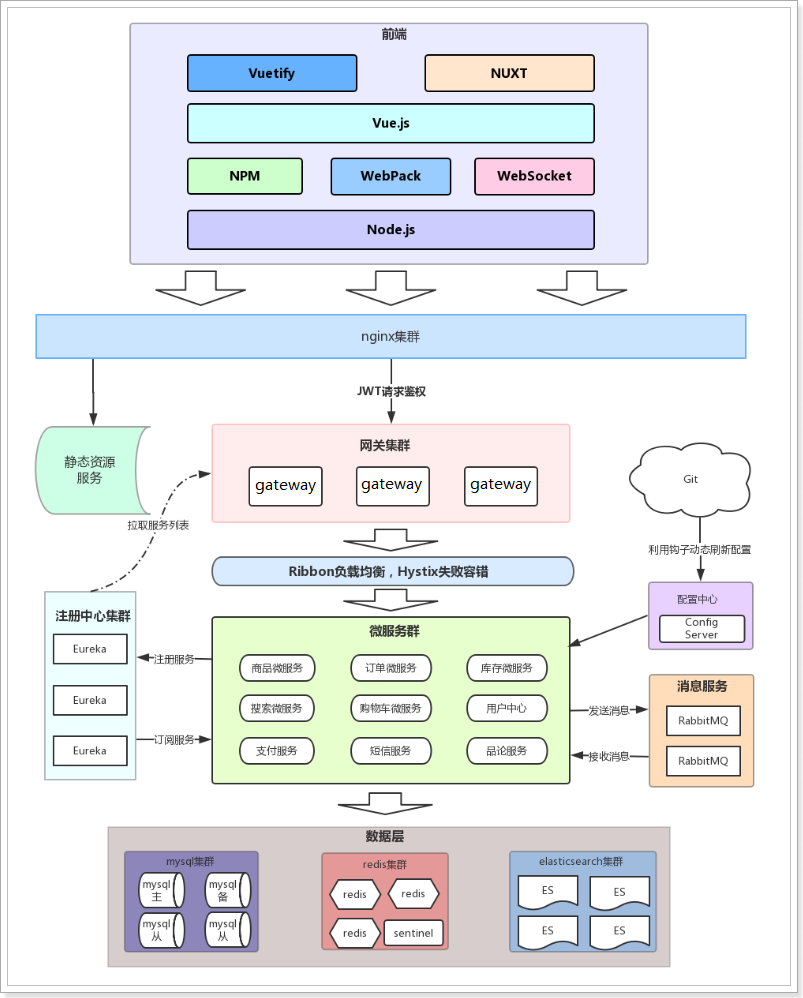 前端
Vuetify
NUXT
Vue.js
NPM
WebPack
WebSocket
Node.js
nginx集群
JWT请求鉴权
静态资源
服务
网关集群
gateway
gateway
gateway
Git
拉取服务列表
利用钩子动态刷新配置
Ribbon负载均衡，Hystix失败容错
配置中心
Config
Server
注册中心集群
Eureka
Eureka
Eureka
注册服务
订阅服务
微服务群
商品微服务
订单微服务
库存微服务
搜索微服务
购物车微服务
用户中心
支付服务
短信服务
品论服务
发送消息
接收消息
消息服务
RabbitMQ
RabbitMQ
数据层
mysql集群
mysql
主
mysql
备
mysql
从
mysql
从
redis集群
redis
redis
redis
sentinel
elasticsearch集群
ES
ES
ES
ES